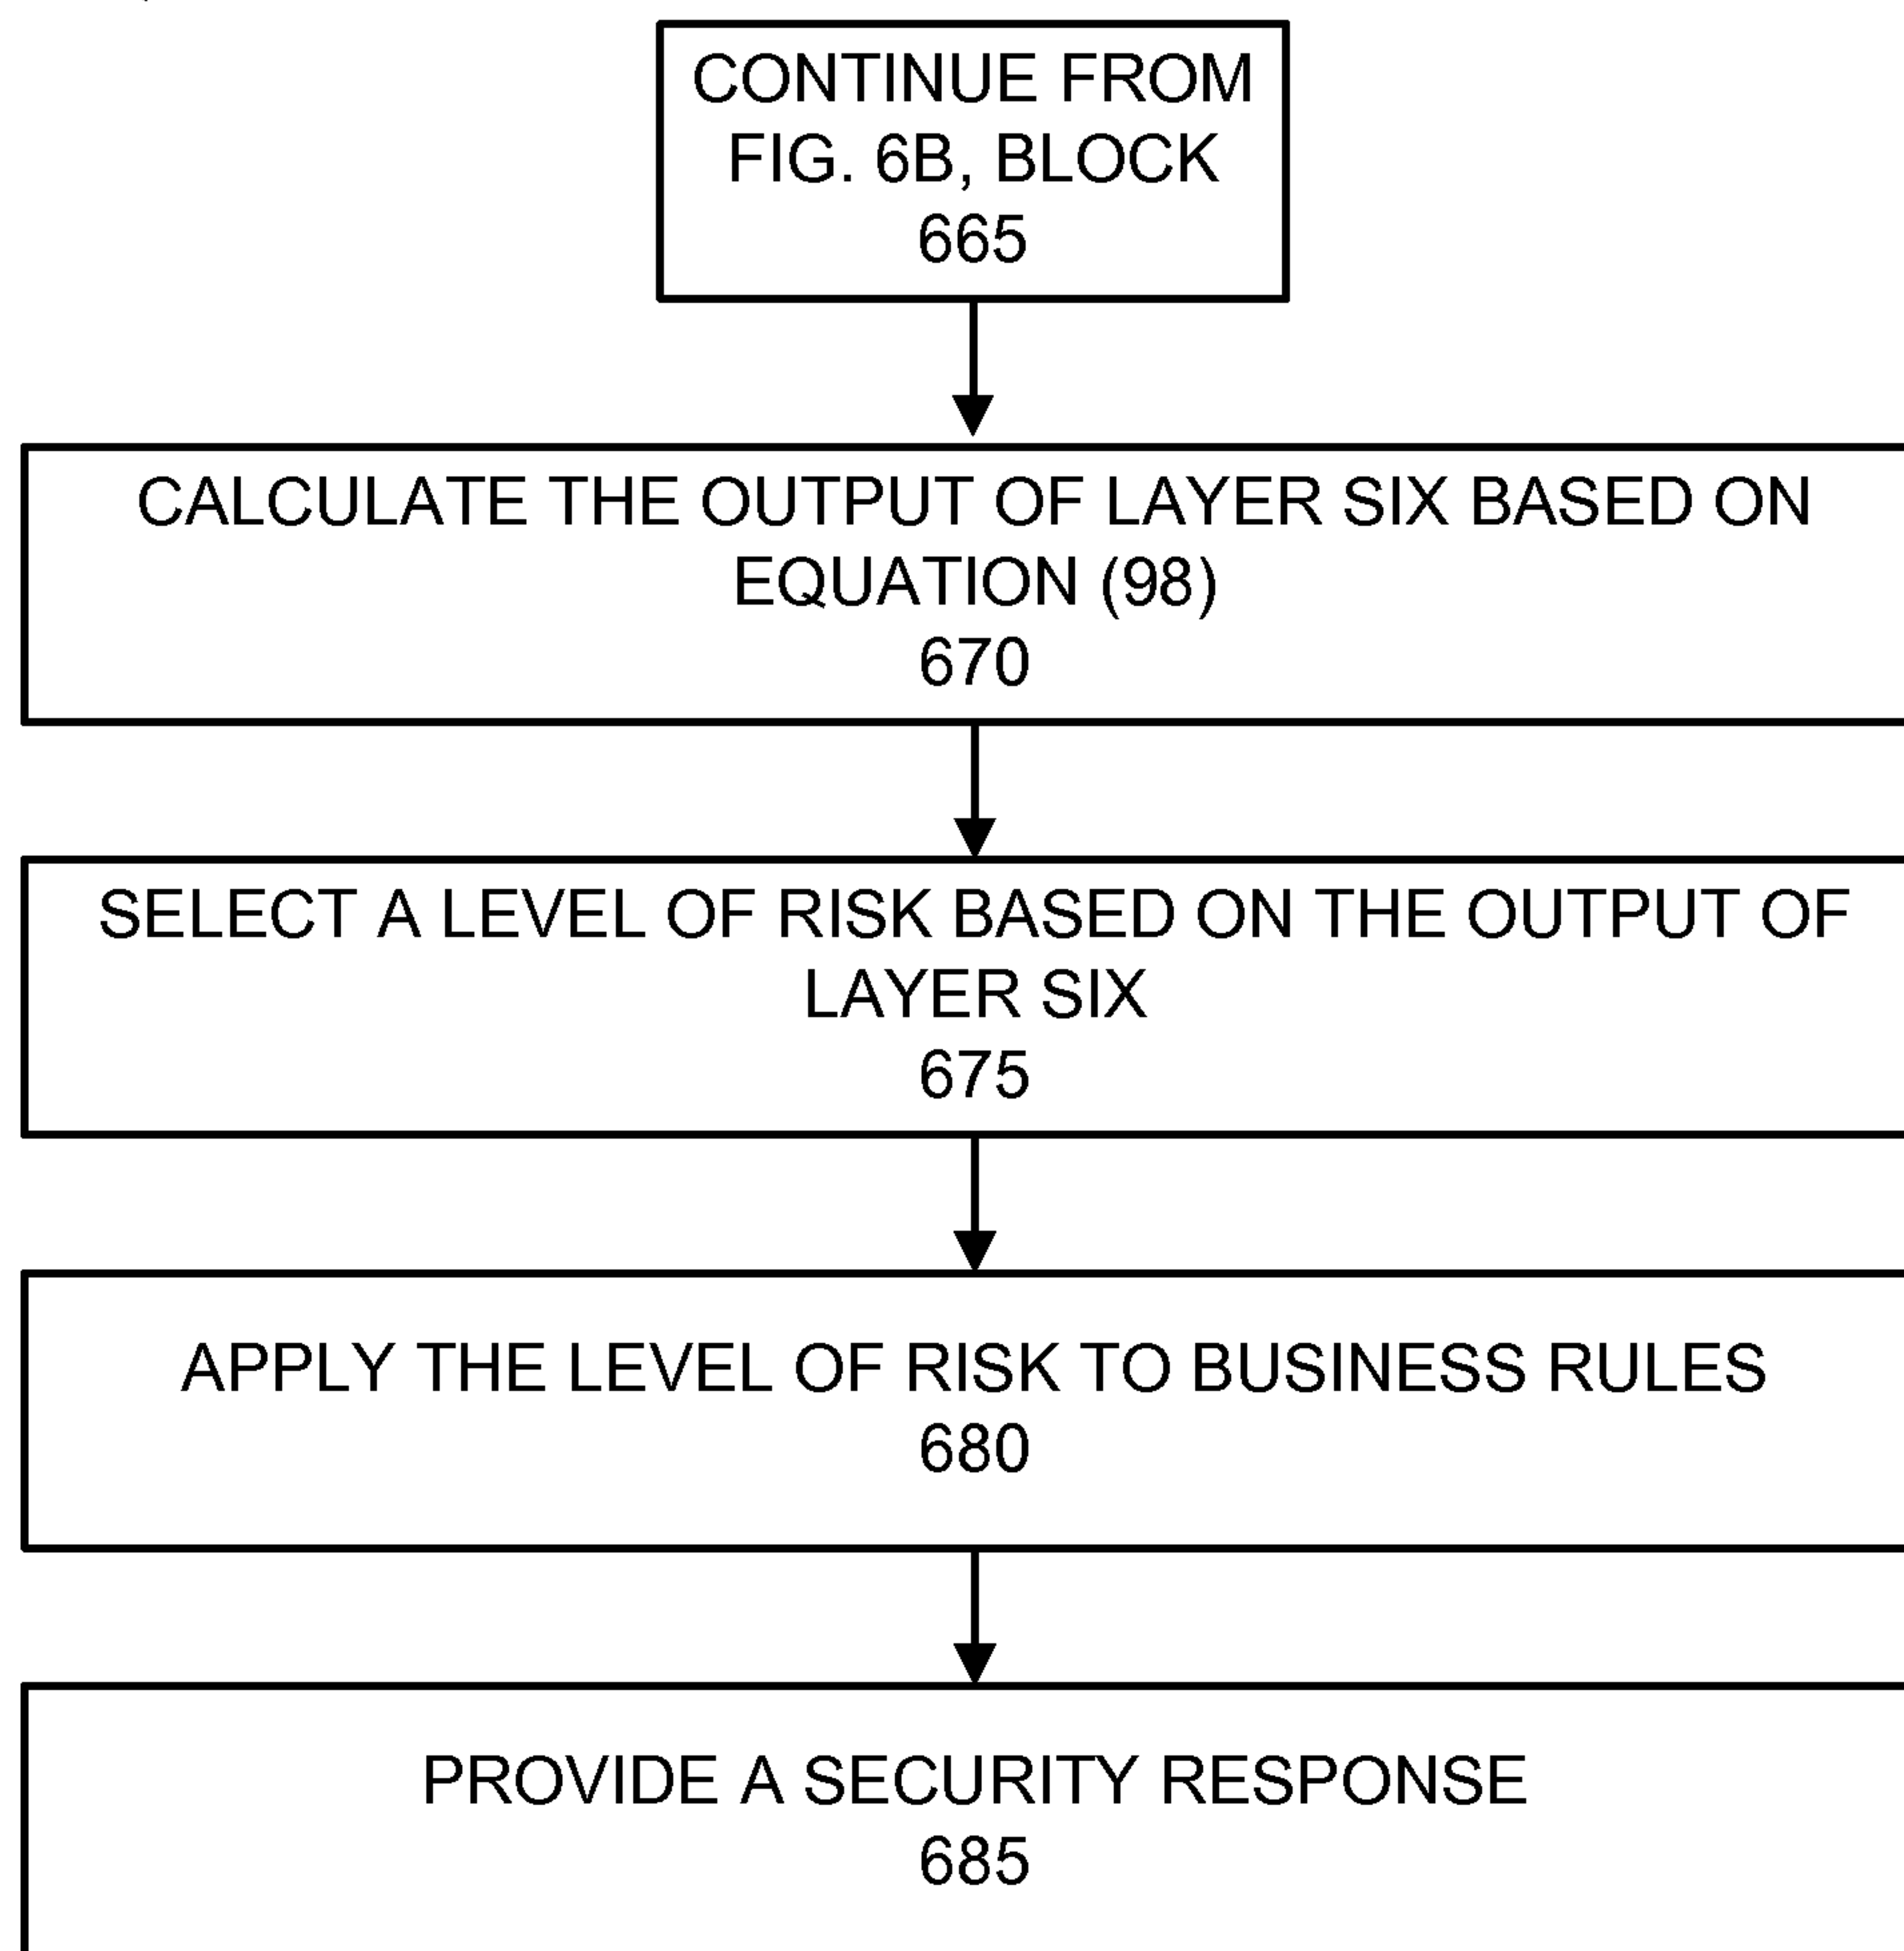 CONTINUE FROM
FIG. 6B, BLOCK
665
CALCULATE THE OUTPUT OF LAYER SIX BASED ON
EQUATION (98)
670
SELECT A LEVEL OF RISK BASED ON THE OUTPUT OF
LAYER SIX
675
APPLY THE LEVEL OF RISK TO BUSINESS RULES
680
PROVIDE A SECURITY RESPONSE
685